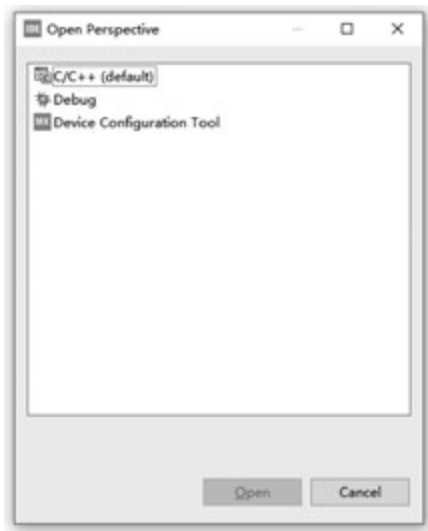 Open Perspective
C/C++ (default)
Debug
Device Configuration Tool
Open
Cancel